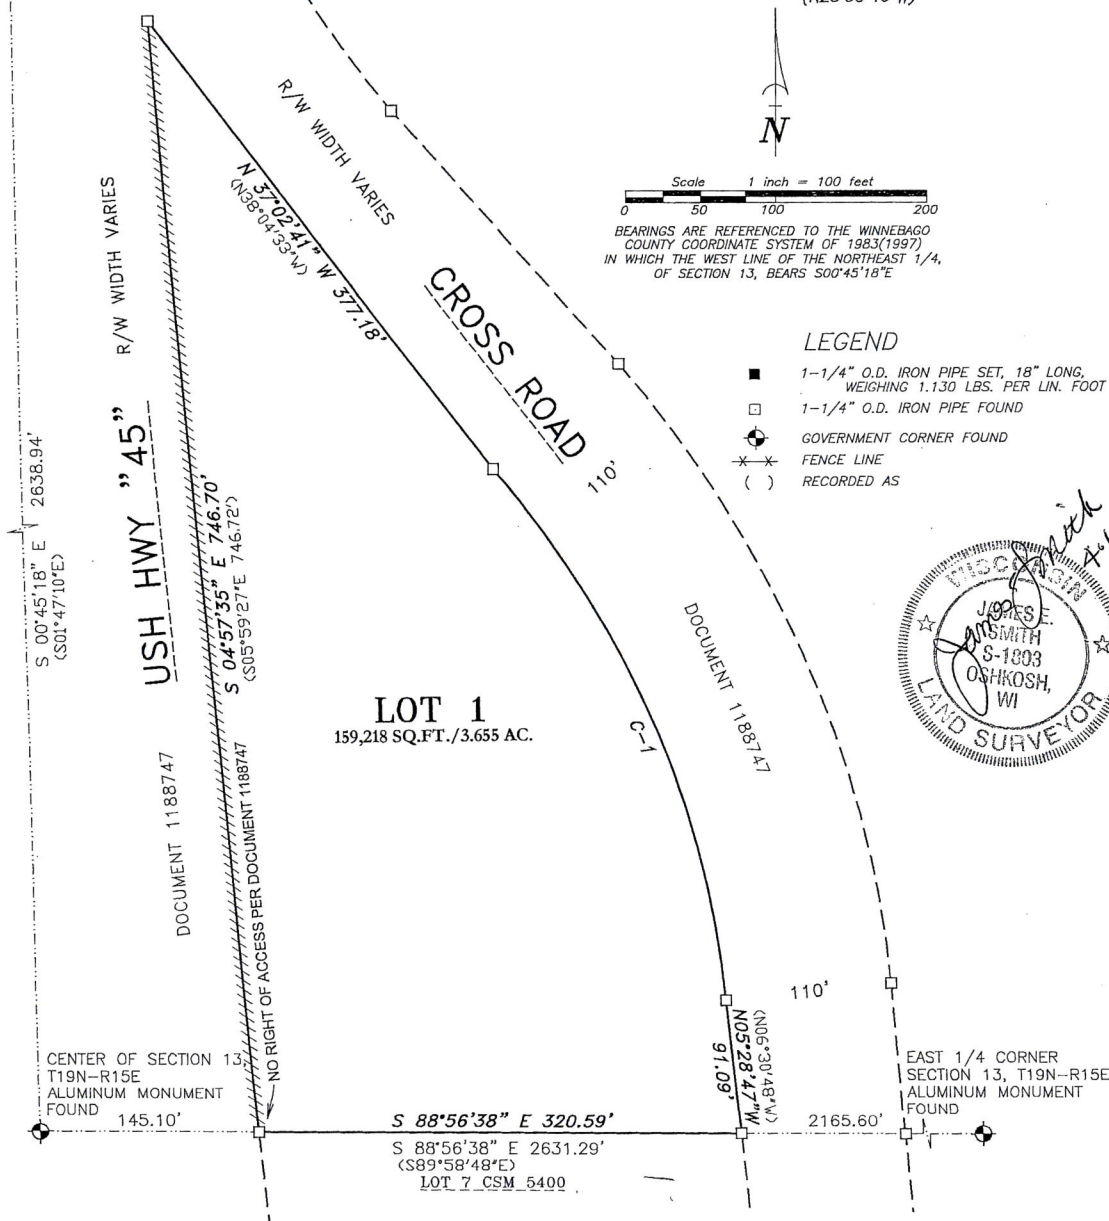 R/W WIDTH VARIES
N
Scale 1 inch = 100 feet
0 50 100 200
BEARINGS ARE REFERENCED TO THE WINNEBAGO
COUNTY COORDINATE SYSTEM OF 1983(1997)
IN WHICH THE WEST LINE OF THE NORTHEAST 1/4,
OF SECTION 13, BEARS S00°45'18"E
R/W WIDTH VARIES
N 37°02'41" W 377.18'
(N38°04'33"W)
CROSS ROAD
110'
LEGEND
1-1/4" O.D. IRON PIPE SET, 18" LONG,
WEIGHING 1.130 LBS. PER LIN. FOOT
1-1/4" O.D. IRON PIPE FOUND
GOVERNMENT CORNER FOUND
FENCE LINE
( ) RECORDED AS
S 00°45'18" E 2638.94'
(S01°47'10"E)
USH HWY "45"
S 04°57'35" E 746.70'
(S05°59'27"E 746.72')
WISCONSIN
JAMES E.
SMITH
S-1803
OSHKOSH,
WI
LAND SURVEYOR
James Smith
LOT 1
159,218 SQ.FT./3.655 AC.
C-1
DOCUMENT 1188747
DOCUMENT 1188747
NO RIGHT OF ACCESS PER DOCUMENT 1188747
110'
N05°28'47"W
91.09'
(N06°30'48"W)
CENTER OF SECTION 13,
T19N-R15E
ALUMINUM MONUMENT
FOUND
145.10'
EAST 1/4 CORNER
SECTION 13, T19N-R15E
ALUMINUM MONUMENT
FOUND
2165.60'
S 88°56'38" E 320.59'
S 88°56'38" E 2631.29'
(S89°58'48"E)
LOT 7 CSM 5400